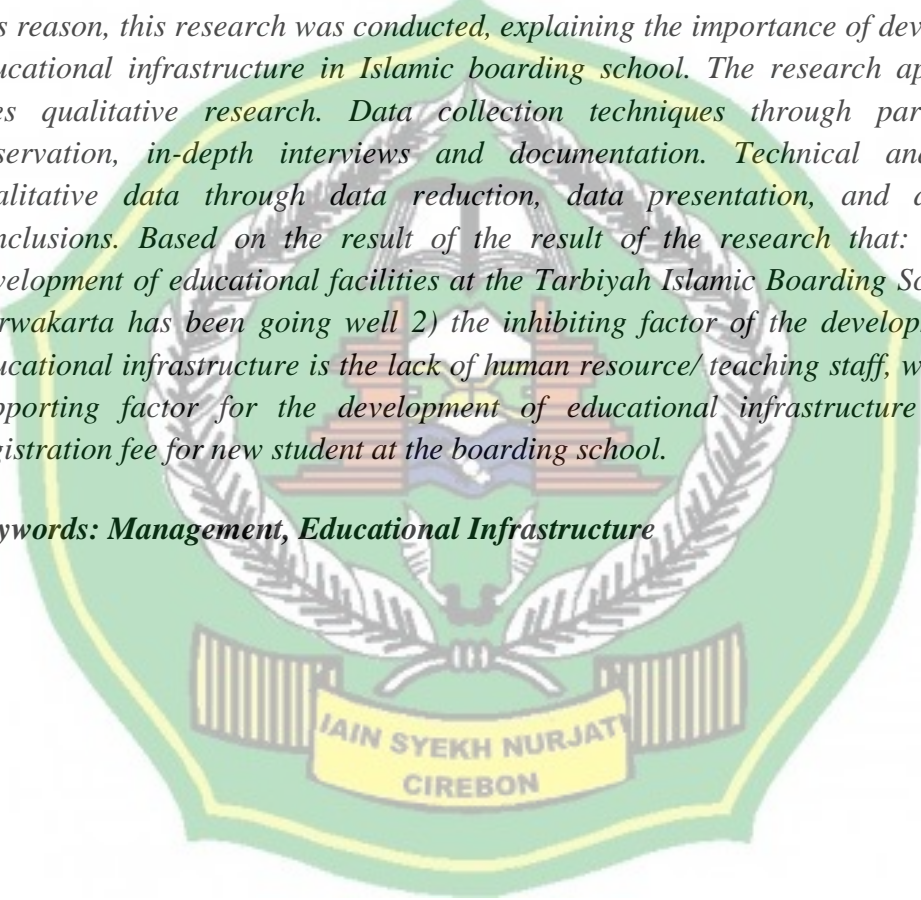 s reason, this research was conducted, explaining the importance of dev
ucational infrastructure in Islamic boarding school. The research ap
es qualitative research. Data collection techniques through par
servation, in-depth interviews and documentation. Technical an
alitative data through data reduction, data presentation, and
nclusions. Based on the result of the result of the research that:
velopment of educational facilities at the Tarbiyah Islamic Boarding Sc
rwakarta has been going well 2) the inhibiting factor of the develop
ucational infrastructure is the lack of human resource/ teaching staff, w
pporting factor for the development of educational infrastructure
gistration fee for new student at the boarding school.
ywords: Management, Educational Infrastructure
IAIN SYEKH NURJATI
CIREBON